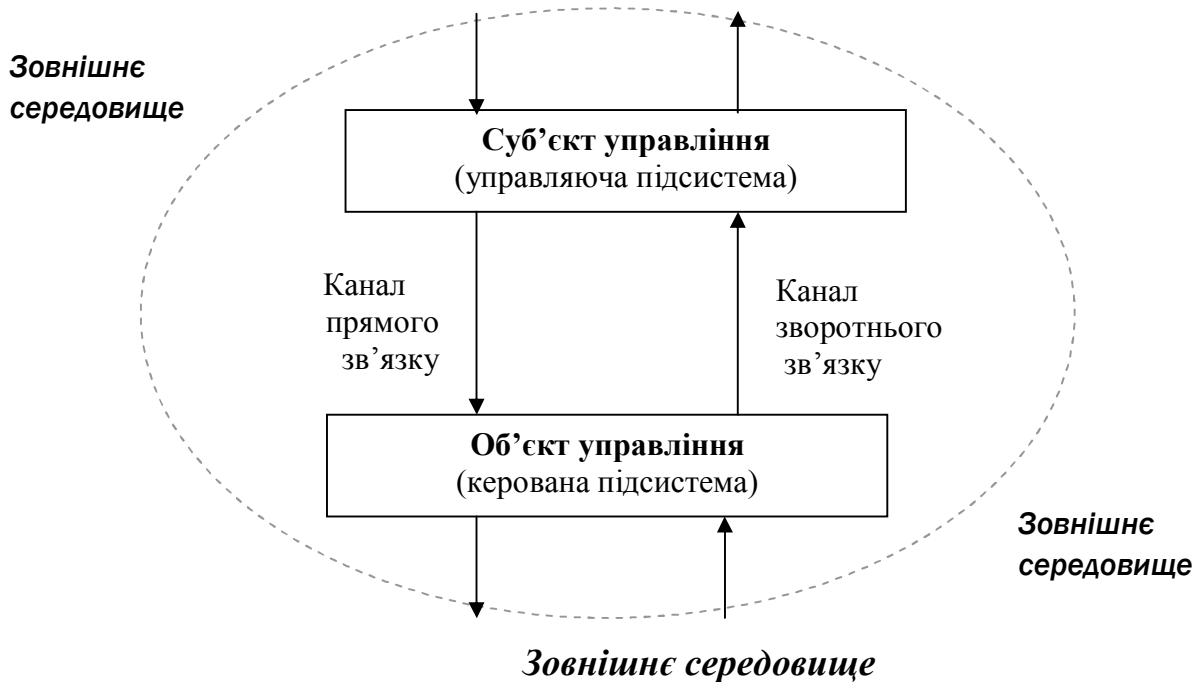 Зовнішнє
середовище
Суб’єкт управління
(управляюча підсистема)
Канал
прямого
зв’язку
Канал
зворотнього
зв’язку
Об’єкт управління
(керована підсистема)
Зовнішнє
середовище
Зовнішнє середовище